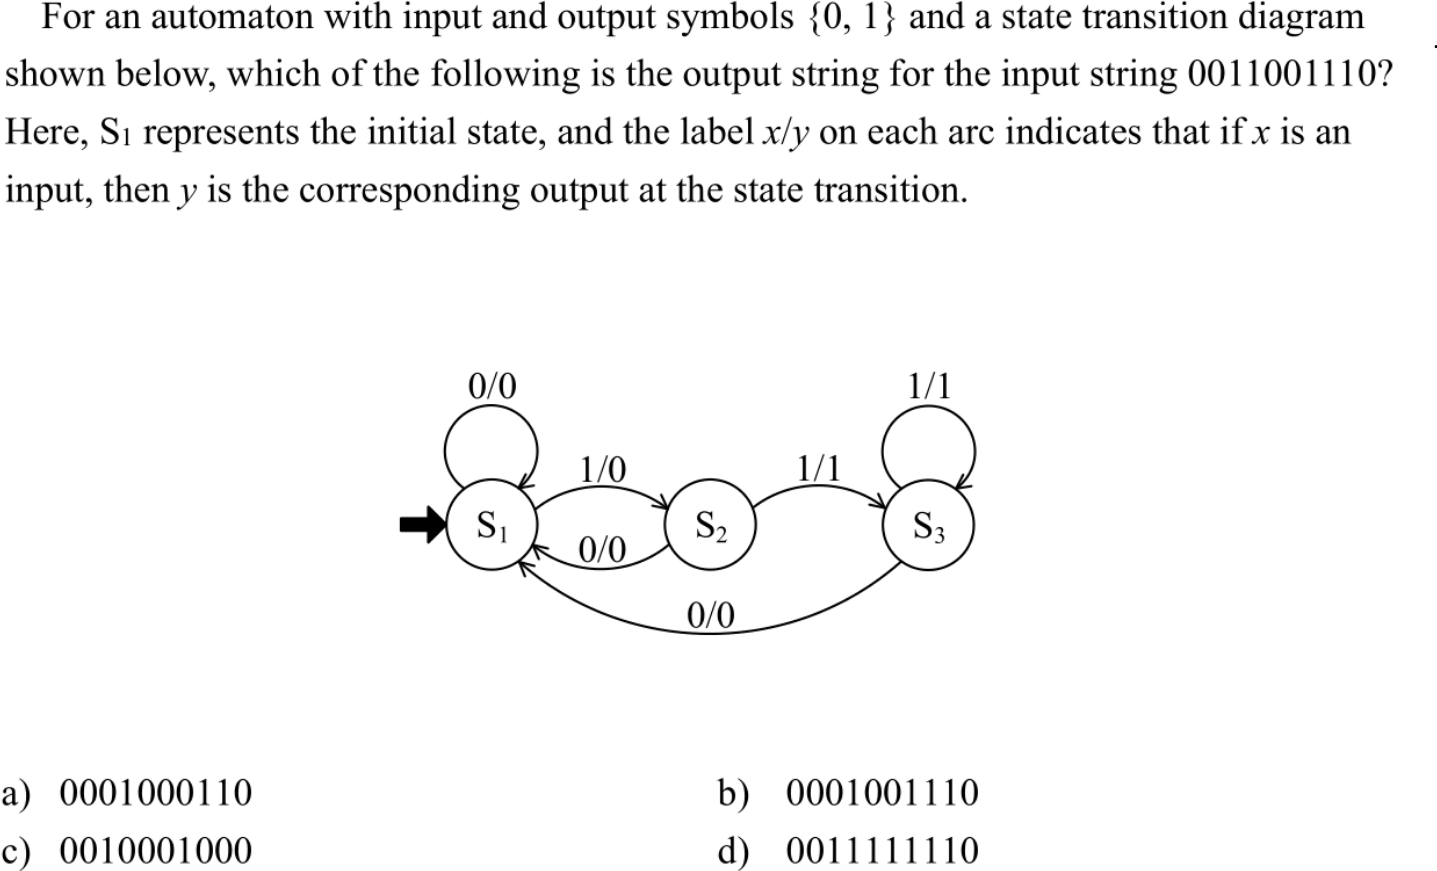 For an automaton with input and output symbols {0, 1} and a state transition diagram
shown below, which of the following is the output string for the input string 0011001110?
Here, S1 represents the initial state, and the label x/y on each arc indicates that if x is an
input, then y is the corresponding output at the state transition.
0/0
1/1
1/0
1/1
S1
S2
S3
0/0
0/0
a) 0001000110
b) 0001001110
c) 0010001000
d) 0011111110